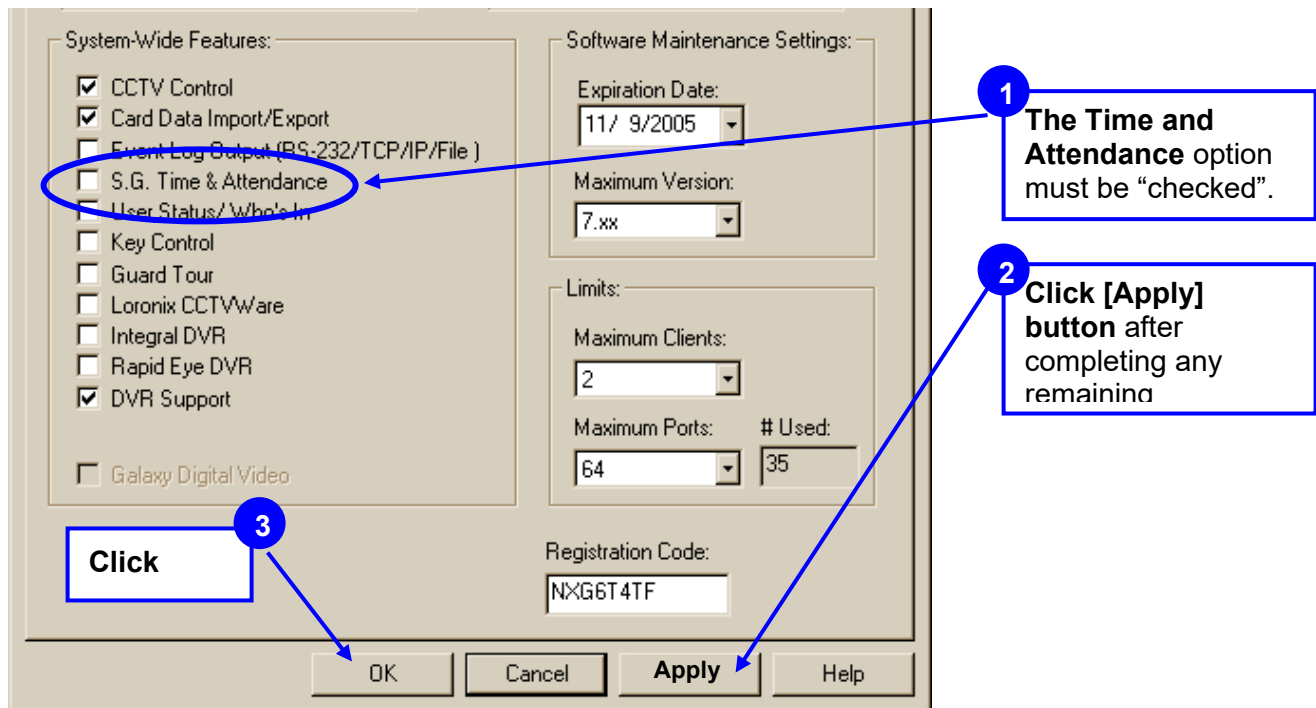 System-Wide Features:
CCTV Control
Card Data Import/Export
Event Log Output (RS-232/TCP/IP/File )
S.G. Time & Attendance
User Status/ Who's In
Key Control
Guard Tour
Loronix CCTVWare
Integral DVR
Rapid Eye DVR
DVR Support
Galaxy Digital Video
Software Maintenance Settings:
Expiration Date:
11/ 9/2005
Maximum Version:
7.xx
Limits:
Maximum Clients:
2
Maximum Ports:
# Used:
64
35
Registration Code:
NXG6T4TF
OK
Cancel
Apply
Help
1
The Time and
Attendance option
must be “checked”.
2
Click [Apply]
button after
completing any
remaining
3
Click